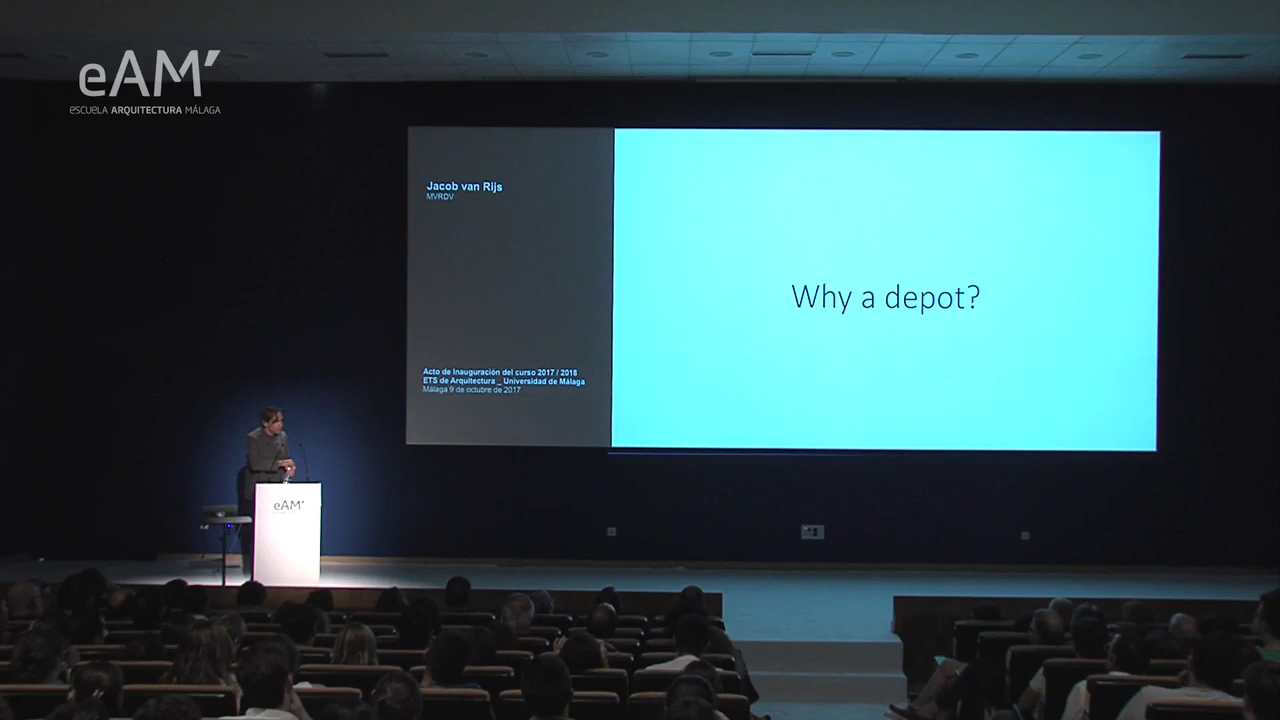 eAM'
ESCUELA ARQUITECTURA MÁLAGA
Jacob van Rijs
MVRDV
Why a depot?
Acto de Inauguración del curso 2017 / 2018
ETS de Arquitectura _ Universidad de Málaga
Málaga 9 de octubre de 2017
eAM'